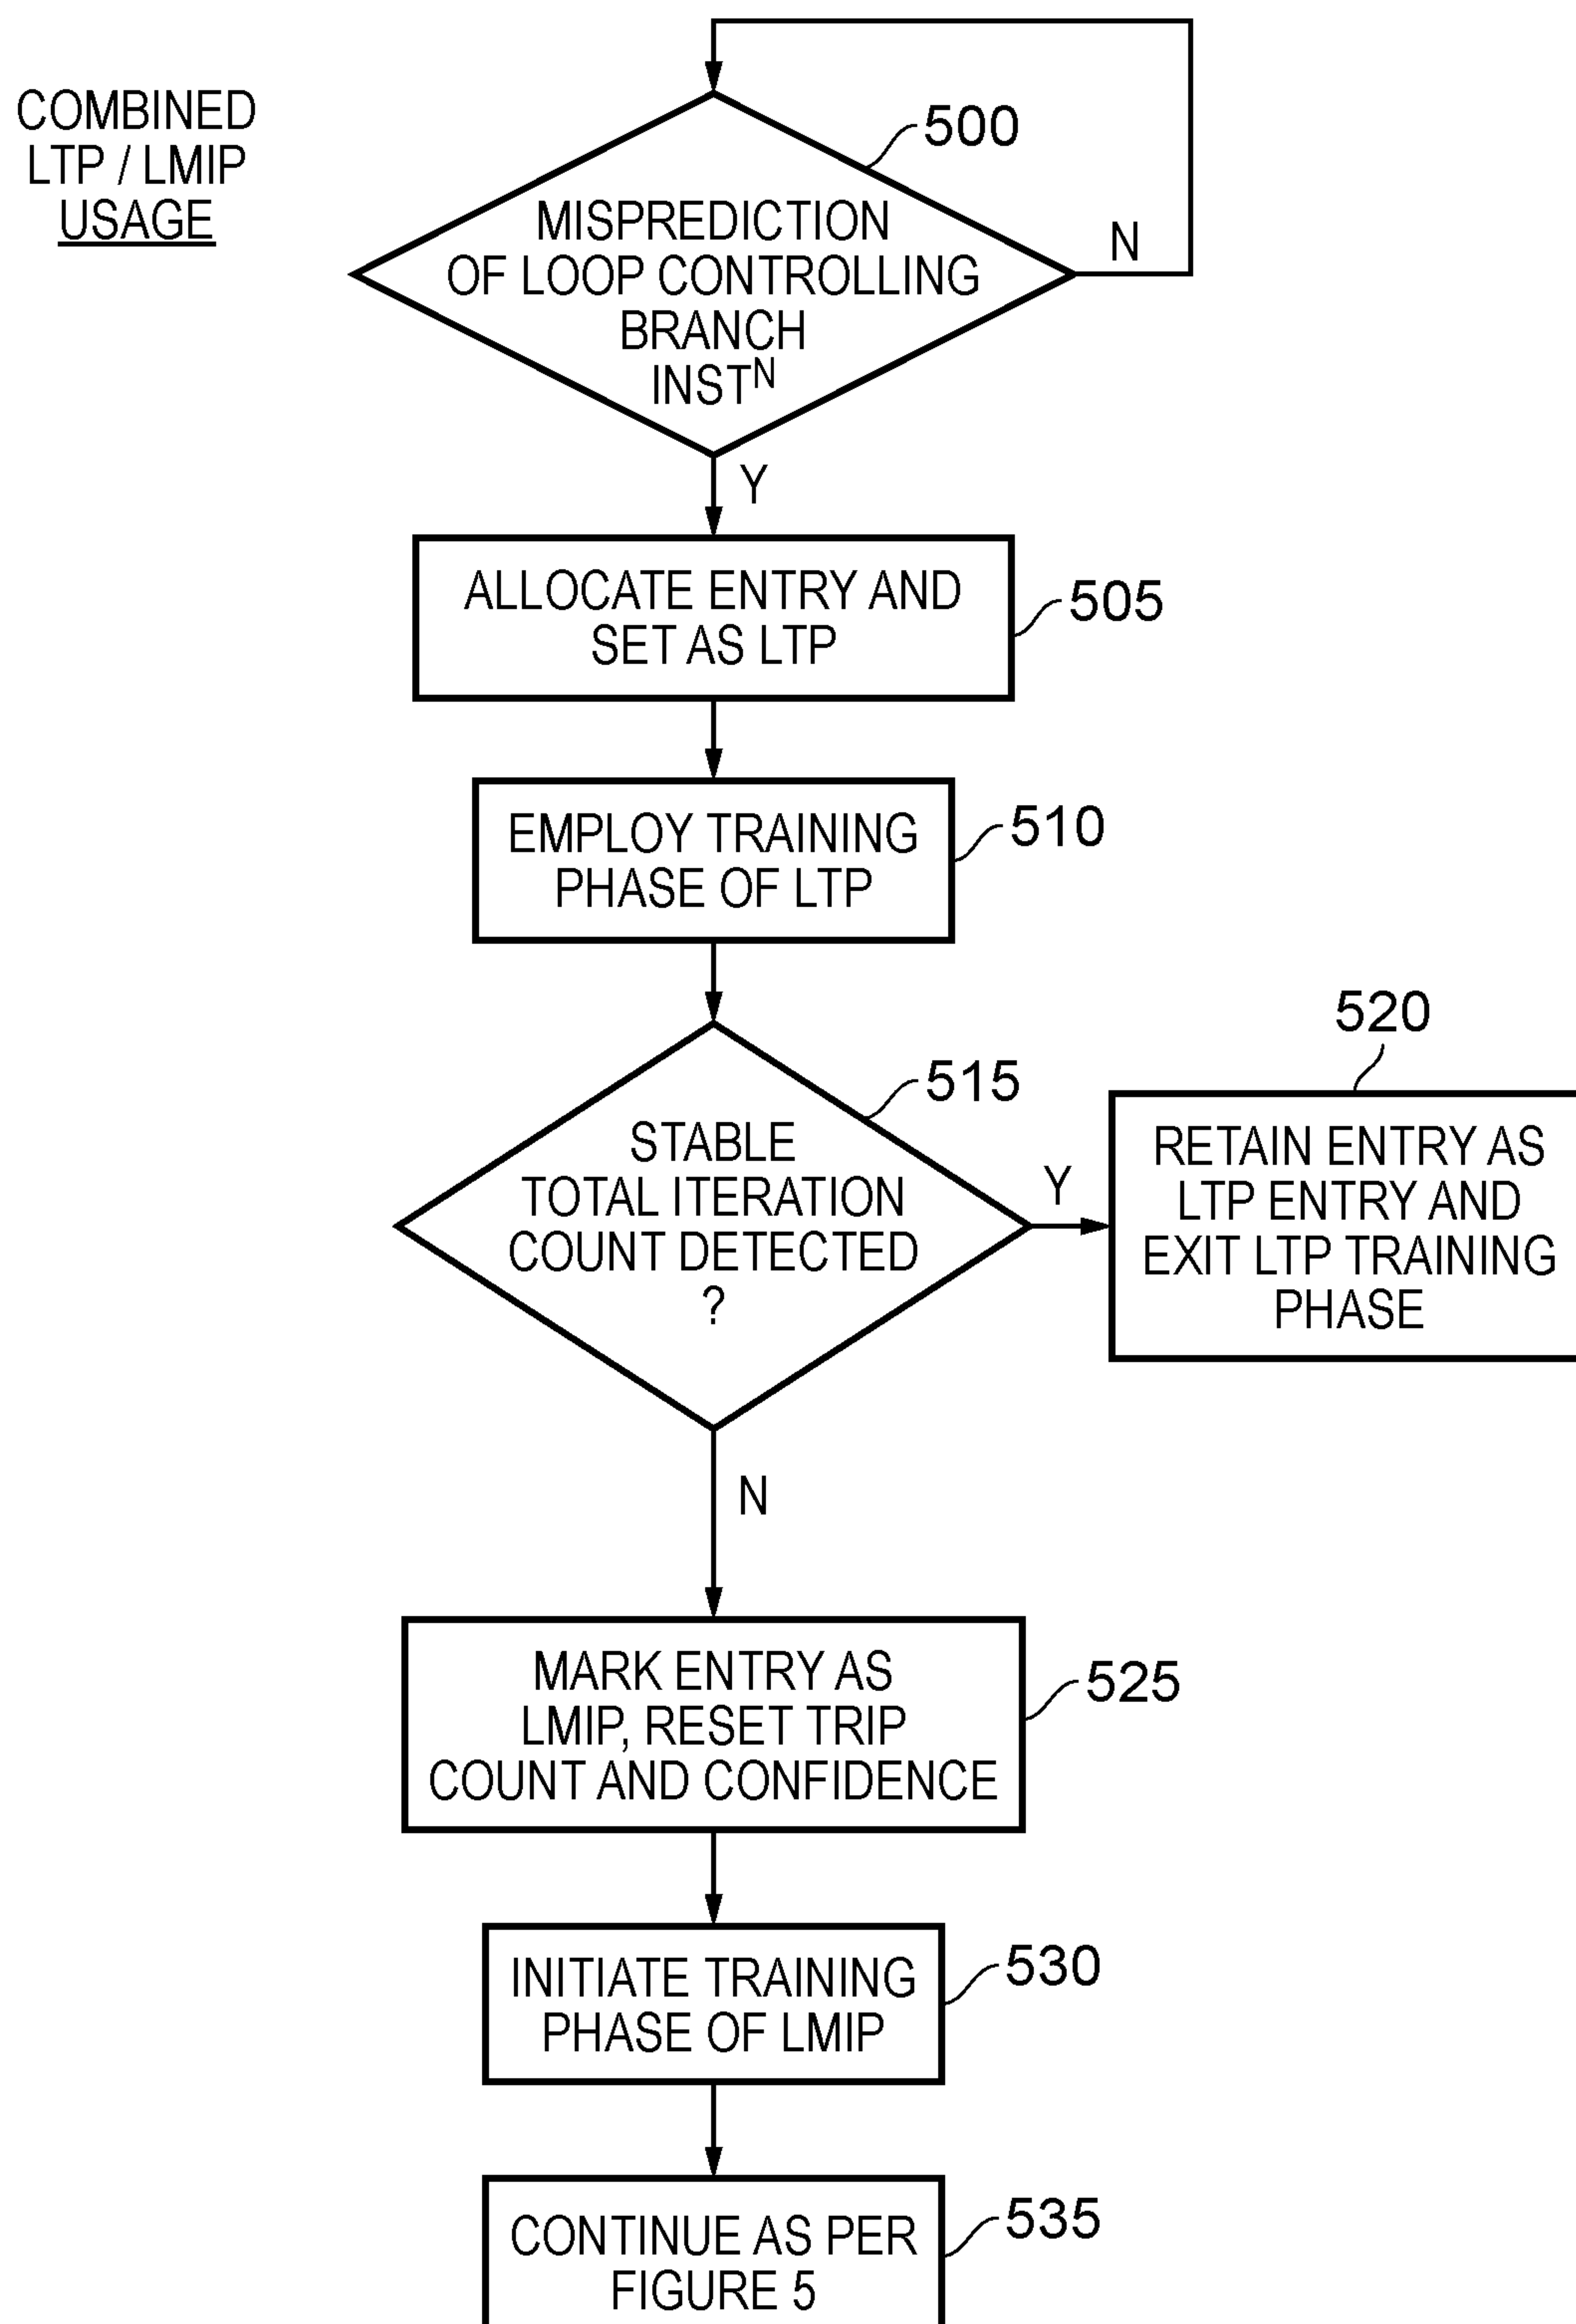 COMBINED
LTP / LMIP
USAGE
500
MISPREDICTION
OF LOOP CONTROLLING
BRANCH
INSTᴺ
N
Y
ALLOCATE ENTRY AND
SET AS LTP
505
EMPLOY TRAINING
PHASE OF LTP
510
515
STABLE
TOTAL ITERATION
COUNT DETECTED
?
Y
520
RETAIN ENTRY AS
LTP ENTRY AND
EXIT LTP TRAINING
PHASE
N
MARK ENTRY AS
LMIP, RESET TRIP
COUNT AND CONFIDENCE
525
INITIATE TRAINING
PHASE OF LMIP
530
CONTINUE AS PER
FIGURE 5
535